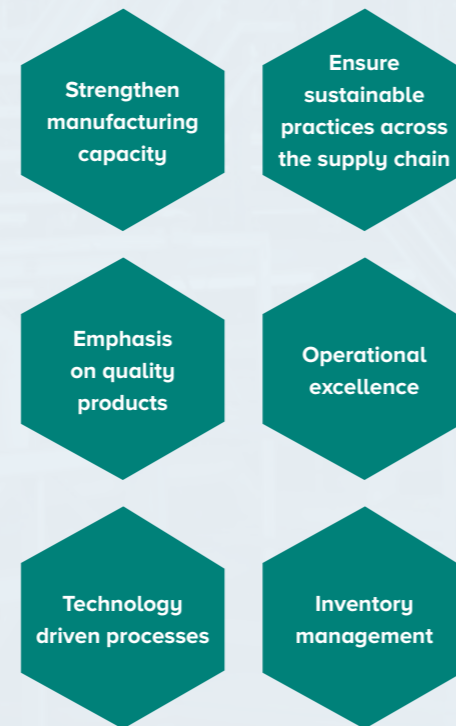 Strengthen
manufacturing
capacity
Ensure
sustainable
practices across
the supply chain
Emphasis
on quality
products
Operational
excellence
Technology
driven processes
Inventory
management